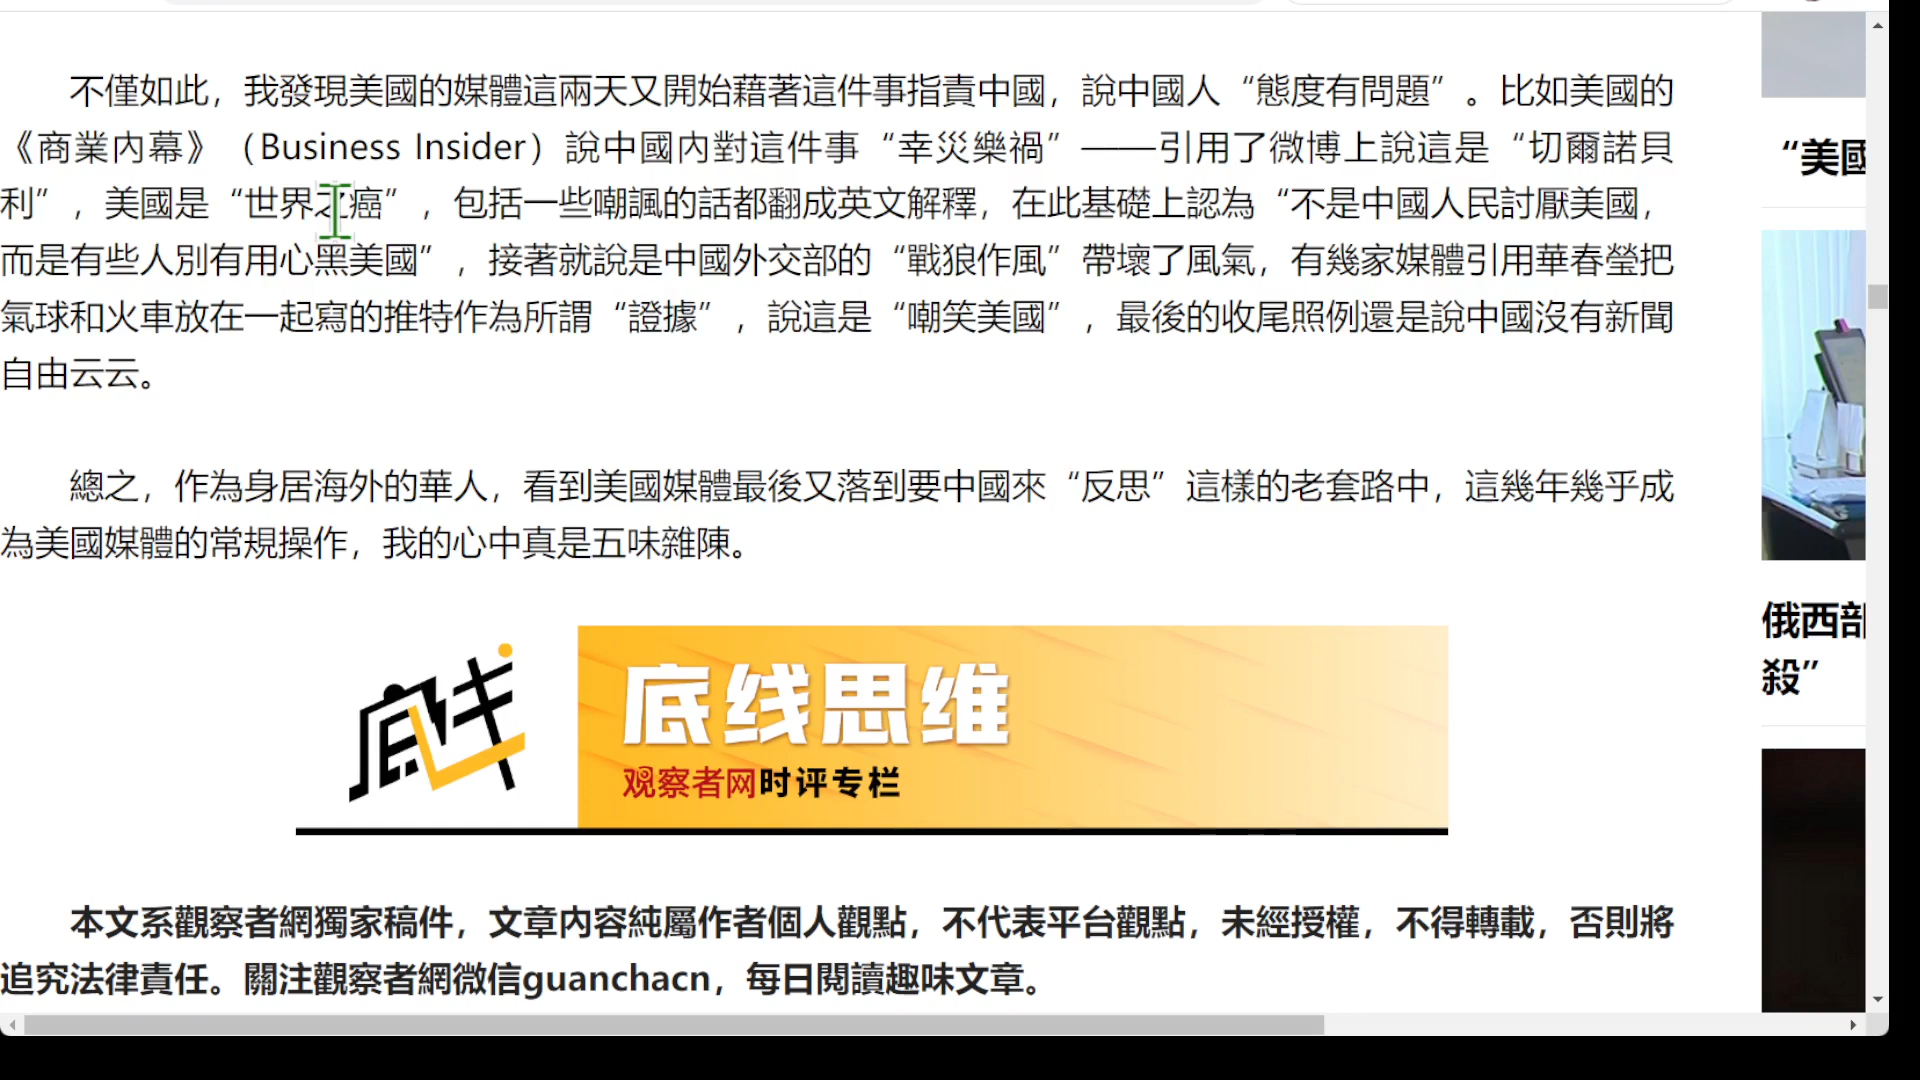 不僅如此，我發現美國的媒體這兩天又開始藉著這件事指責中國，說中國人“態度有問題”。比如美國的
《商業內幕》（Business Insider）說中國內對這件事“幸災樂禍”——引用了微博上說這是“切爾諾貝
利”，美國是“世界之癌”，包括一些嘲諷的話都翻成英文解釋，在此基礎上認為“不是中國人民討厭美國，
而是有些人別有用心黑美國”，接著就說是中國外交部的“戰狼作風”帶壞了風氣，有幾家媒體引用華春瑩把
氣球和火車放在一起寫的推特作為所謂“證據”，說這是“嘲笑美國”，最後的收尾照例還是說中國沒有新聞
自由云云。
總之，作為身居海外的華人，看到美國媒體最後又落到要中國來“反思”這樣的老套路中，這幾年幾乎成
為美國媒體的常規操作，我的心中真是五味雜陳。
底线
底线思维
观察者网时评专栏
本文系觀察者網獨家稿件，文章內容純屬作者個人觀點，不代表平台觀點，未經授權，不得轉載，否則將
追究法律責任。關注觀察者網微信guanchacn，每日閱讀趣味文章。
“美國
俄西部
殺”